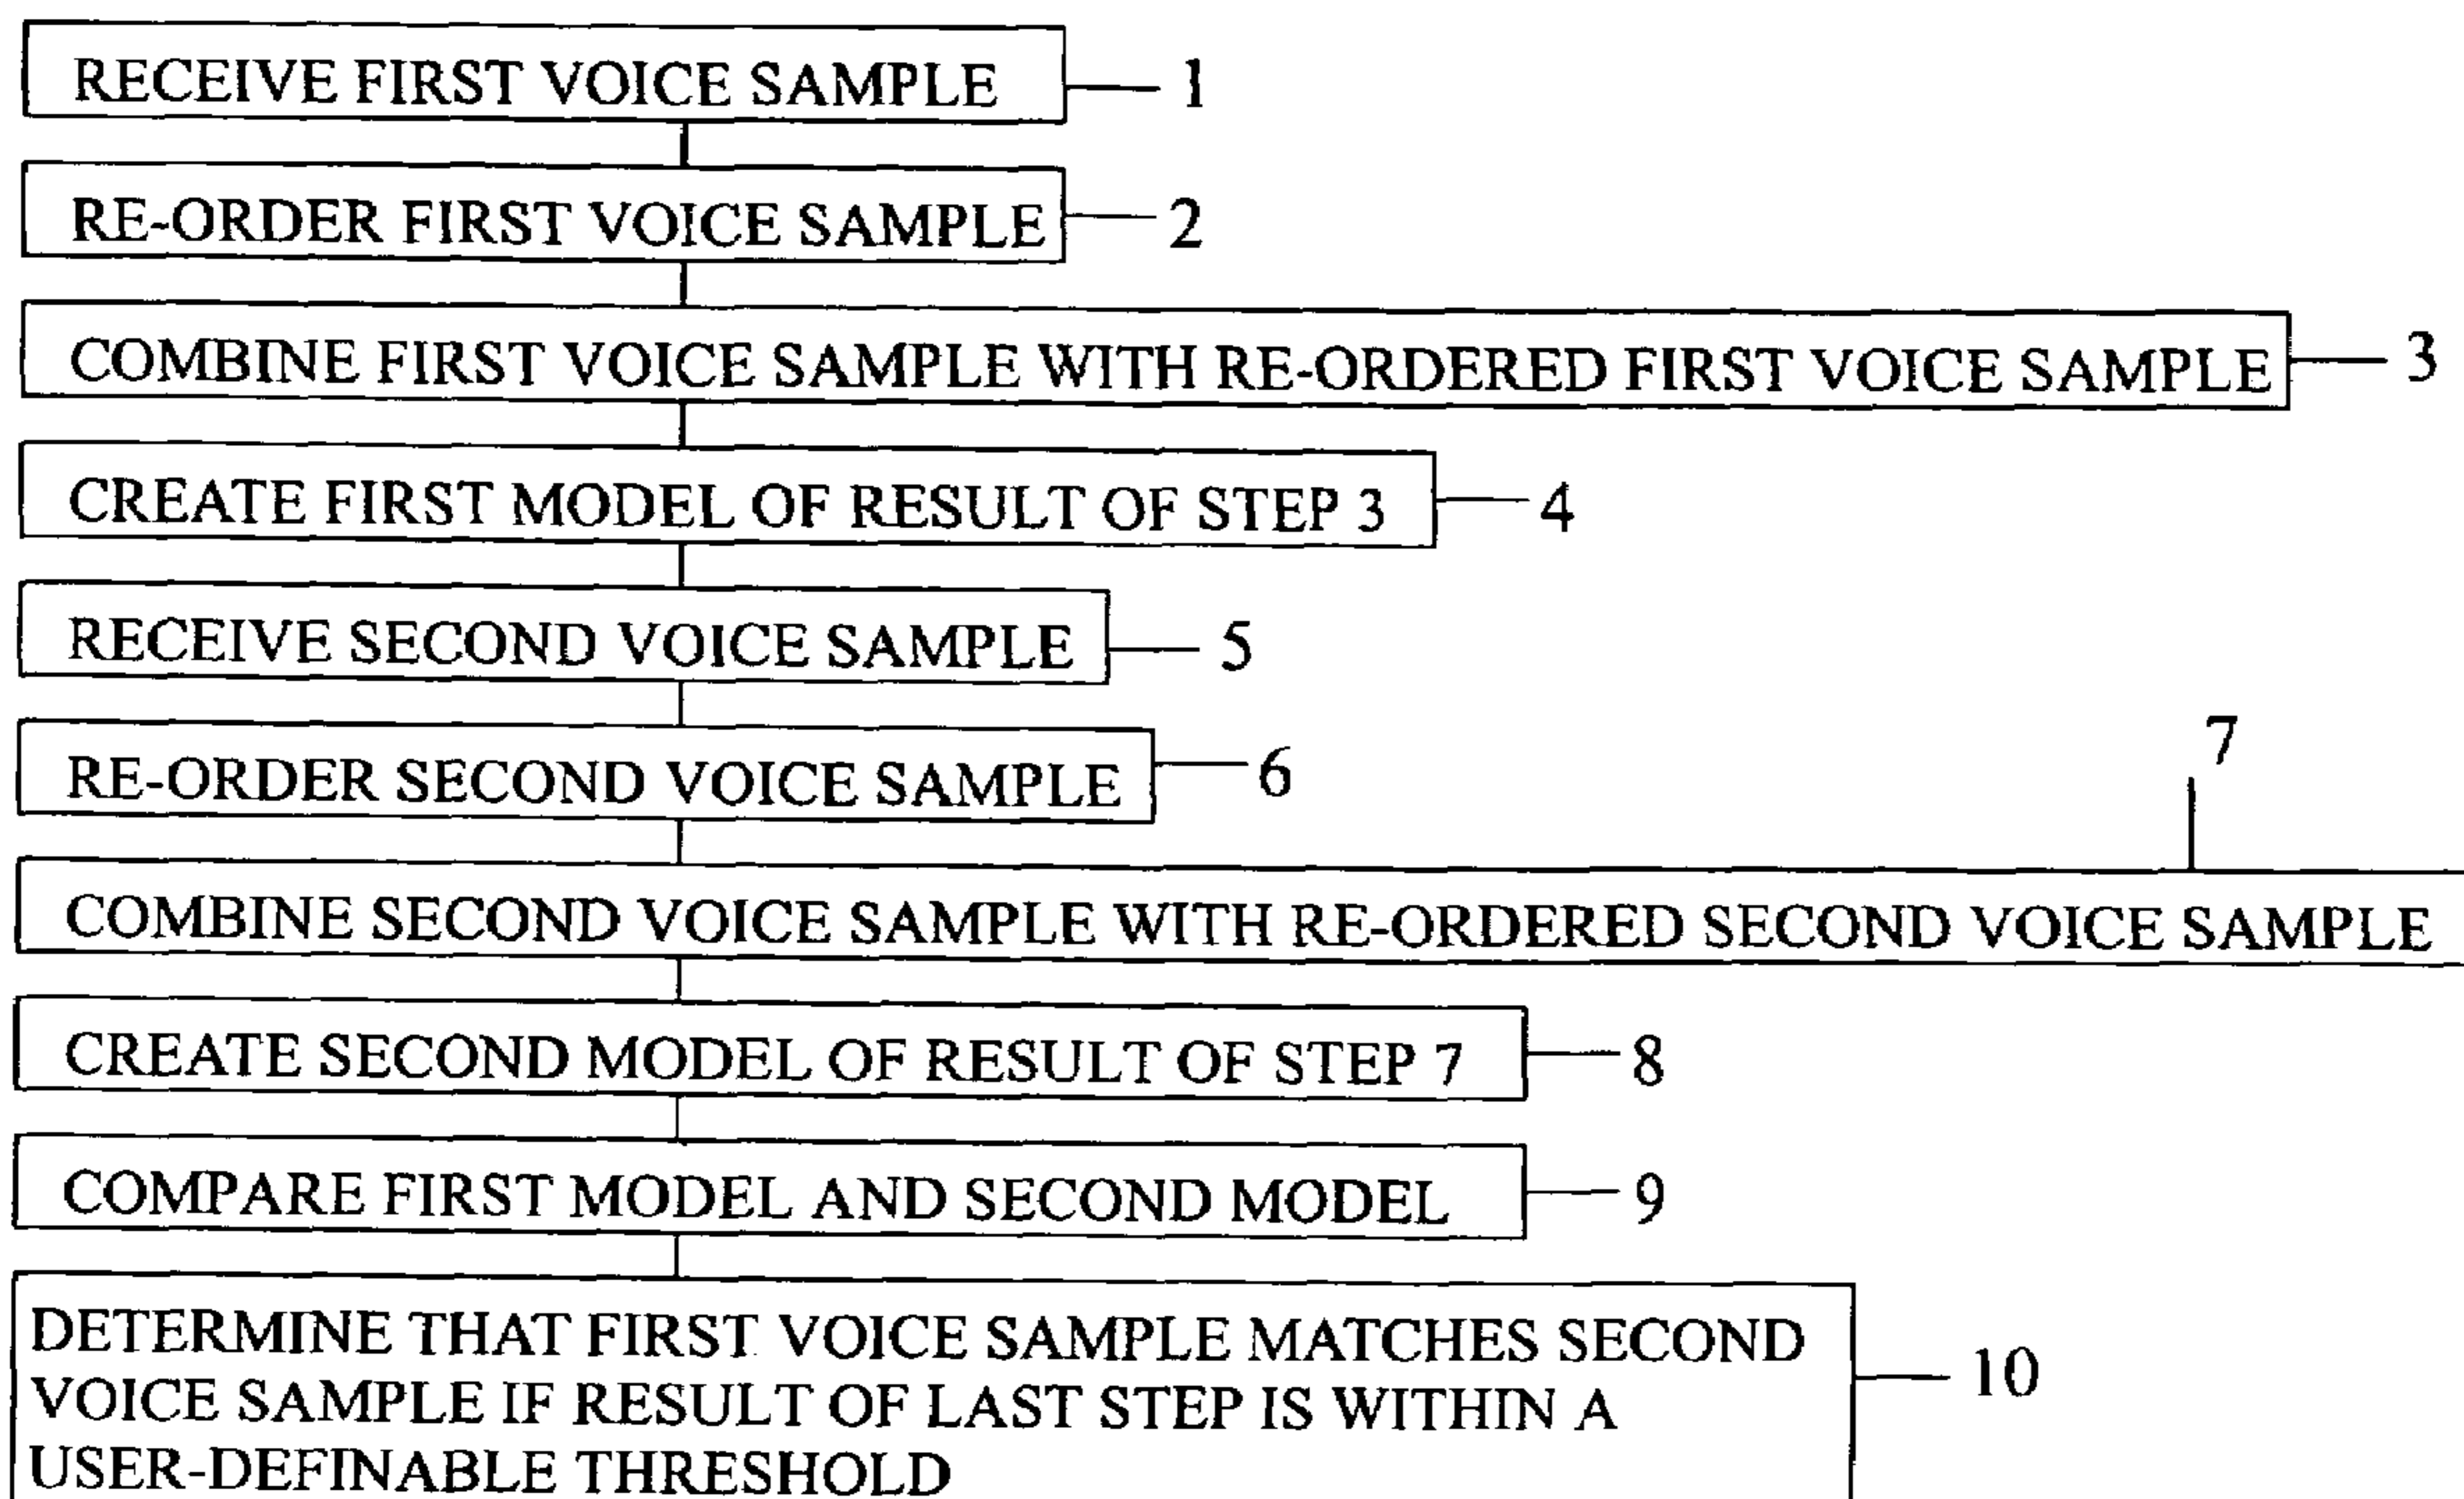 RECEIVE FIRST VOICE SAMPLE 1
RE-ORDER FIRST VOICE SAMPLE 2
COMBINE FIRST VOICE SAMPLE WITH RE-ORDERED FIRST VOICE SAMPLE 3
CREATE FIRST MODEL OF RESULT OF STEP 3 4
RECEIVE SECOND VOICE SAMPLE 5
RE-ORDER SECOND VOICE SAMPLE 6
7
COMBINE SECOND VOICE SAMPLE WITH RE-ORDERED SECOND VOICE SAMPLE
CREATE SECOND MODEL OF RESULT OF STEP 7 8
COMPARE FIRST MODEL AND SECOND MODEL 9
DETERMINE THAT FIRST VOICE SAMPLE MATCHES SECOND
VOICE SAMPLE IF RESULT OF LAST STEP IS WITHIN A
USER-DEFINABLE THRESHOLD
10